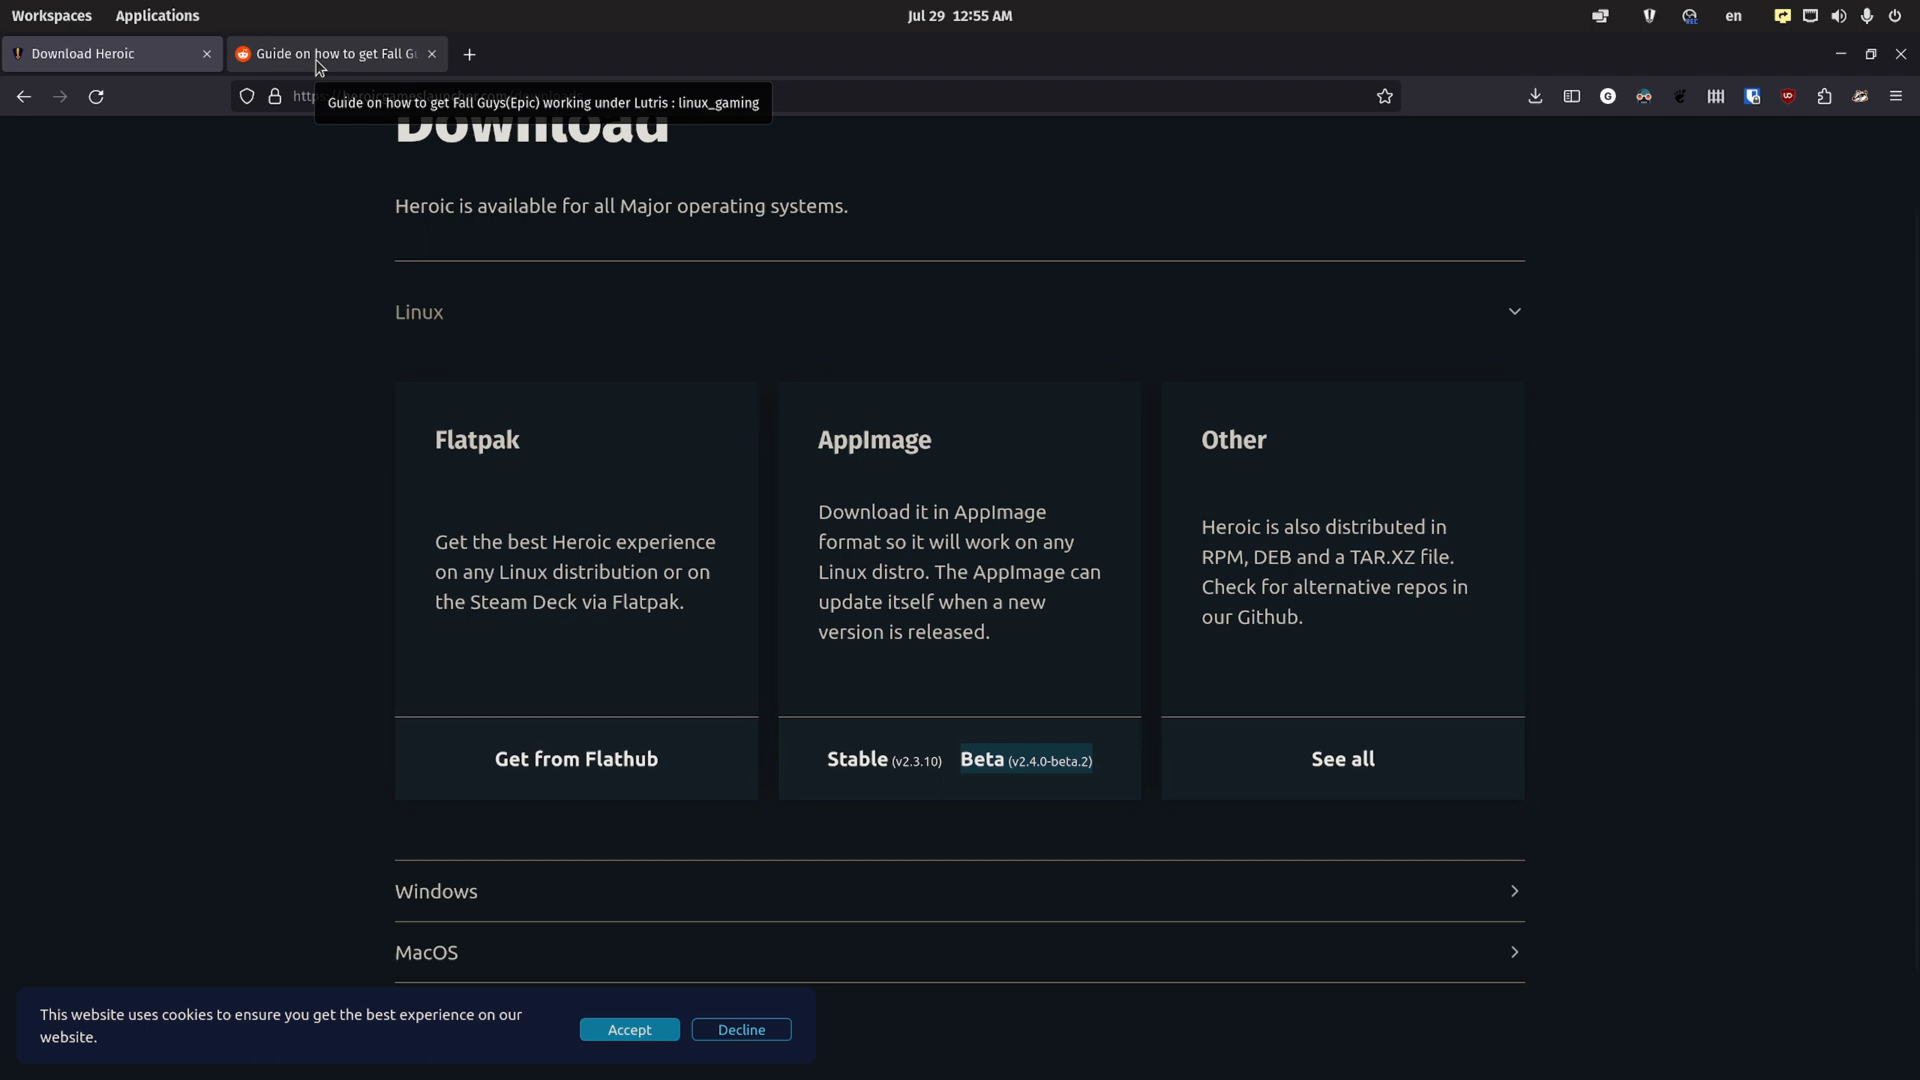 Workspaces Applications Jul 29 12:55 AM en
Download Heroic Guide on how to get Fall Gu
Guide on how to get Fall Guys(Epic) working under Lutris : linux_gaming
Download
Heroic is available for all Major operating systems.
Linux
Flatpak
Get the best Heroic experience
on any Linux distribution or on
the Steam Deck via Flatpak.
Get from Flathub
AppImage
Download it in AppImage
format so it will work on any
Linux distro. The AppImage can
update itself when a new
version is released.
Stable (v2.3.10) Beta (v2.4.0-beta.2)
Other
Heroic is also distributed in
RPM, DEB and a TAR.XZ file.
Check for alternative repos in
our Github.
See all
Windows
MacOS
This website uses cookies to ensure you get the best experience on our
website.
Accept Decline